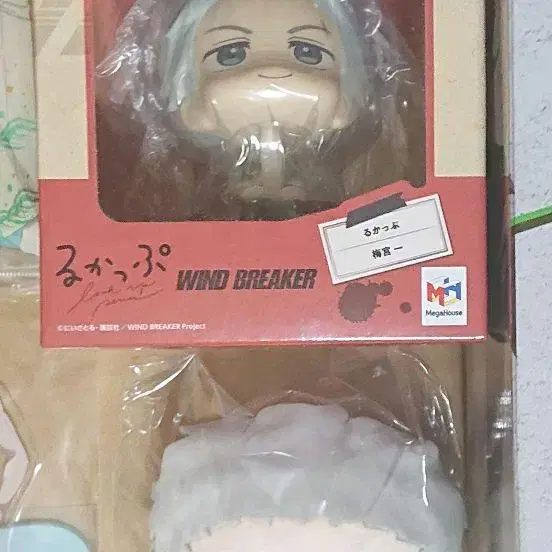 るかっぷ
梅宮 一
るかっぷ
Look up series
WIND BREAKER
MegaHouse
©にいさとる・講談社／WIND BREAKER Project